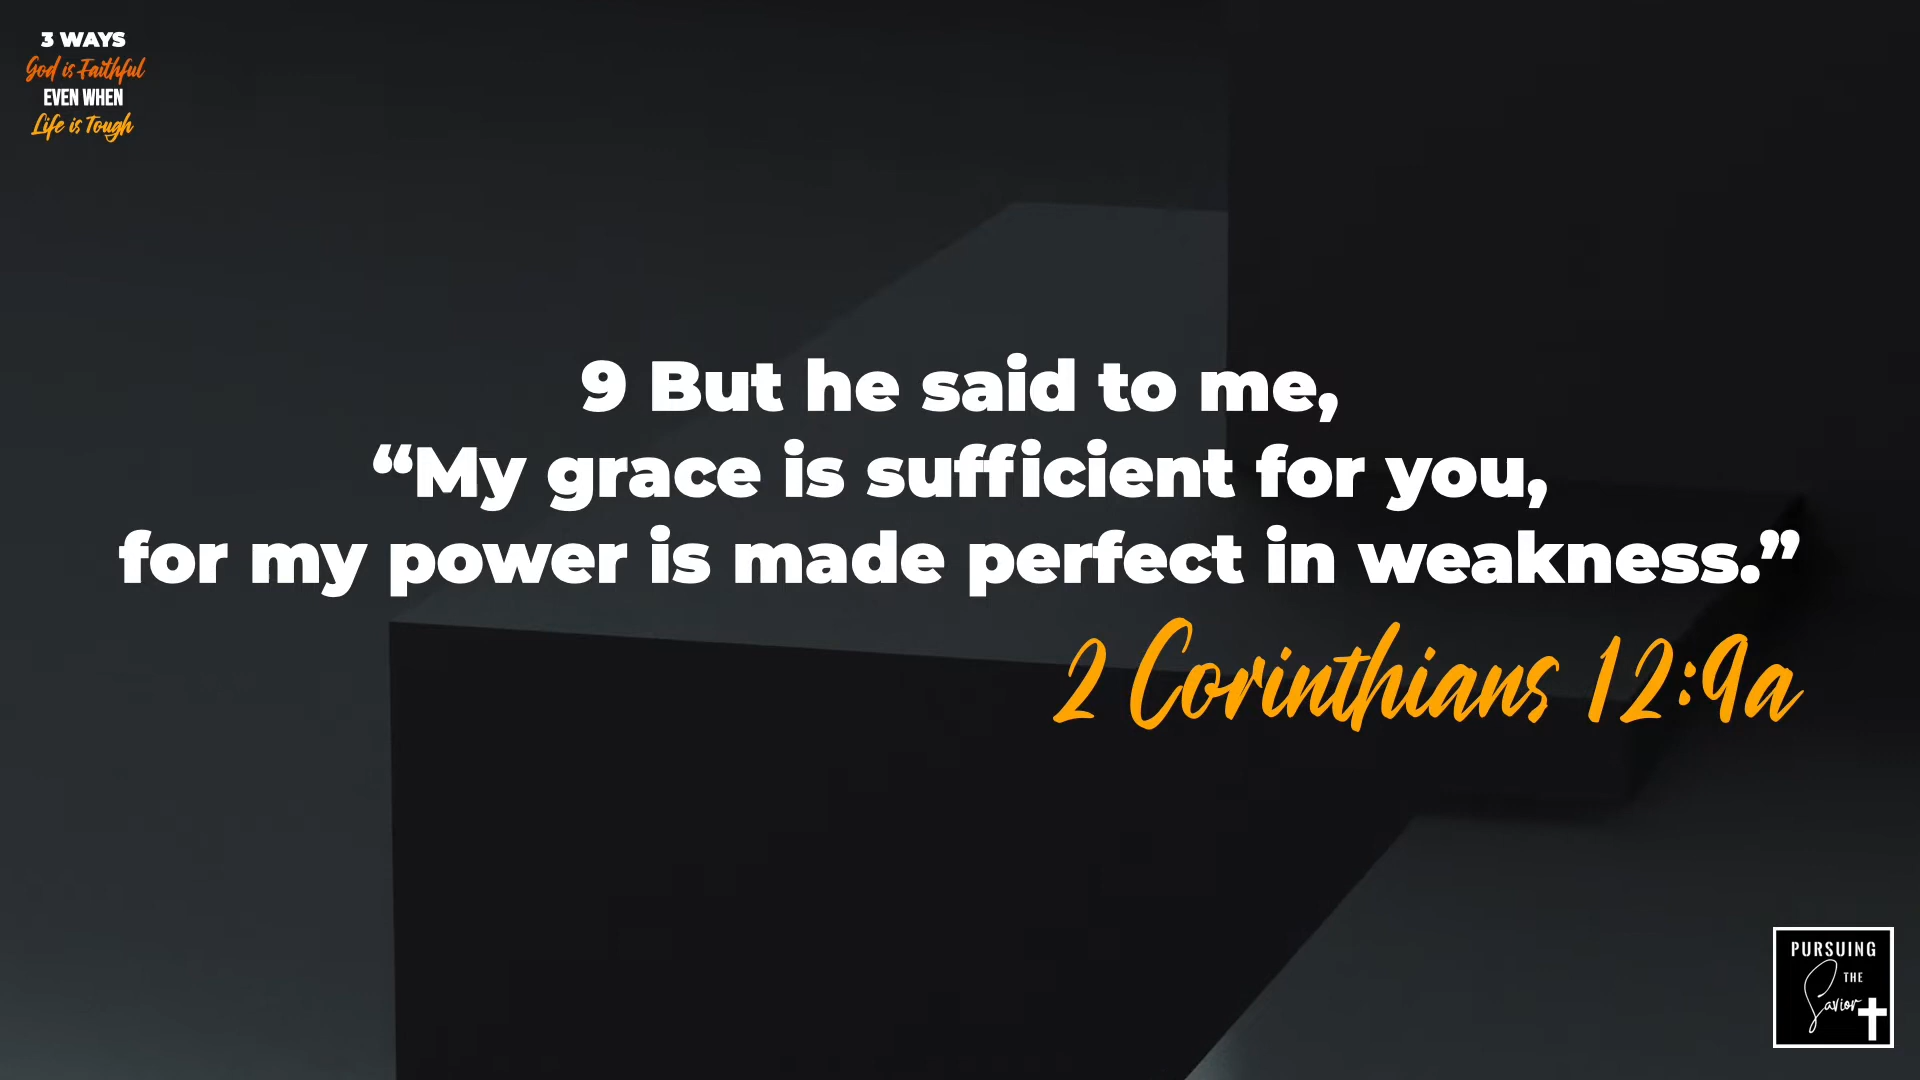 3 WAYS
God is Faithful
EVEN WHEN
Life is Tough
9 But he said to me,
“My grace is sufficient for you,
for my power is made perfect in weakness.”
2 Corinthians 12:9a
PURSUING
THE
Savior